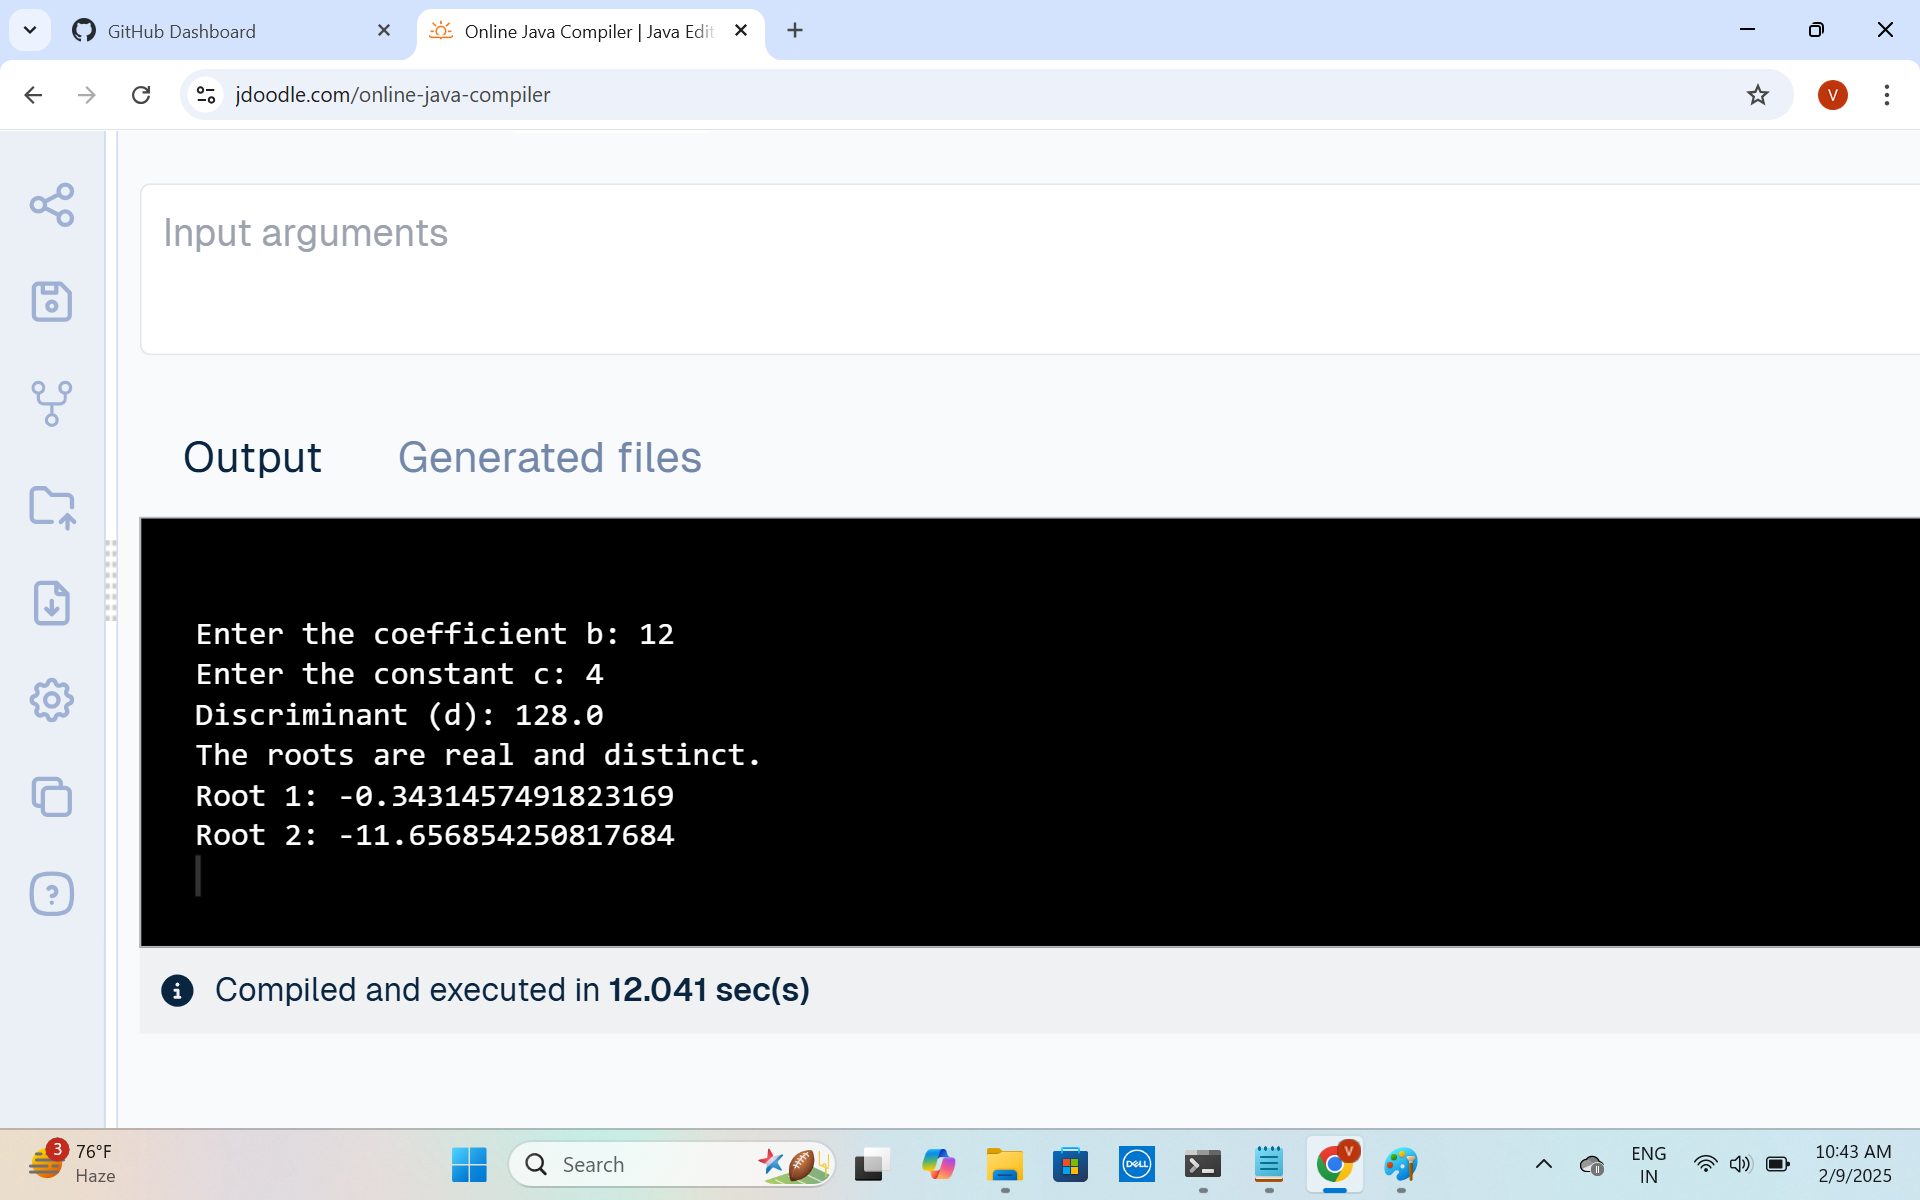 GitHub Dashboard
Online Java Compiler | Java Edit
jdoodle.com/online-java-compiler
V
Input arguments
Output
Generated files
Enter the coefficient b: 12
Enter the constant c: 4
Discriminant (d): 128.0
The roots are real and distinct.
Root 1: -0.3431457491823169
Root 2: -11.656854250817684
Compiled and executed in 12.041 sec(s)
3
76°F
Haze
Search
DELL
V
ENG
IN
10:43 AM
2/9/2025